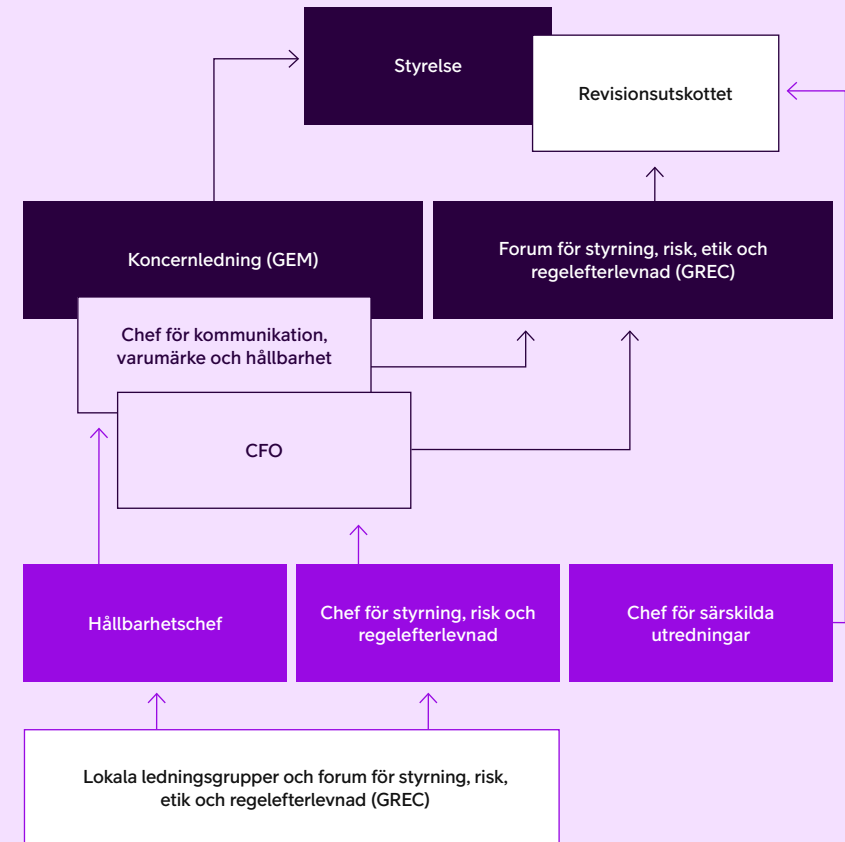 Styrelse
Revisionsutskottet
Koncernledning (GEM)
Forum för styrning, risk, etik och
regelefterlevnad (GREC)
Chef för kommunikation,
varumärke och hållbarhet
CFO
Hållbarhetschef
Chef för styrning, risk och
regelefterlevnad
Chef för särskilda
utredningar
Lokala ledningsgrupper och forum för styrning, risk,
etik och regelefterlevnad (GREC)